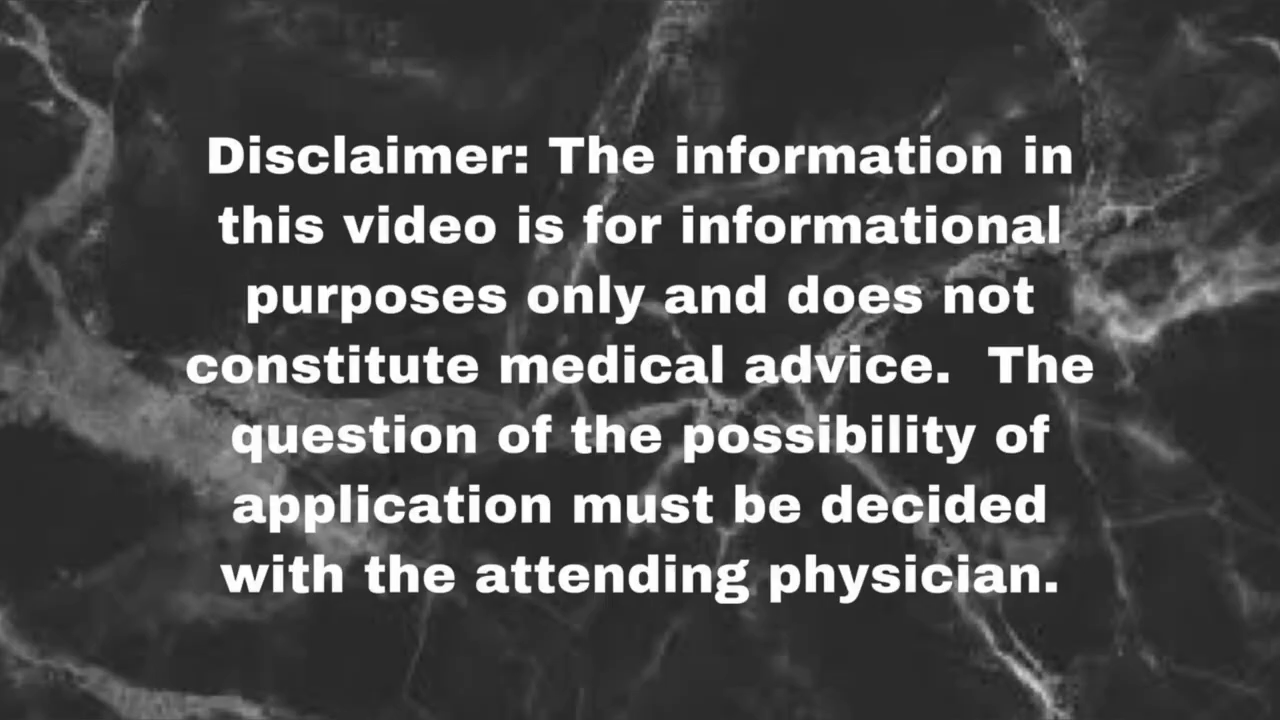 Disclaimer: The information in
this video is for informational
purposes only and does not
constitute medical advice.  The
question of the possibility of
application must be decided
with the attending physician.